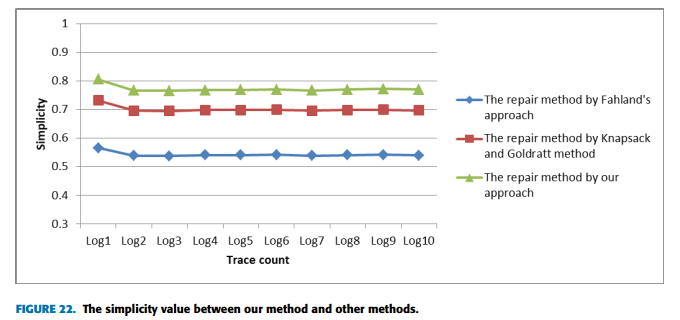 1
0.9
0.8
0.7
0.6
0.5
0.4
0.3
Simplicity
Log1 Log2 Log3 Log4 Log5 Log6 Log7 Log8 Log9 Log10
Trace count
The repair method by Fahland's
approach
The repair method by Knapsack
and Goldratt method
The repair method by our
approach
FIGURE 22. The simplicity value between our method and other methods.